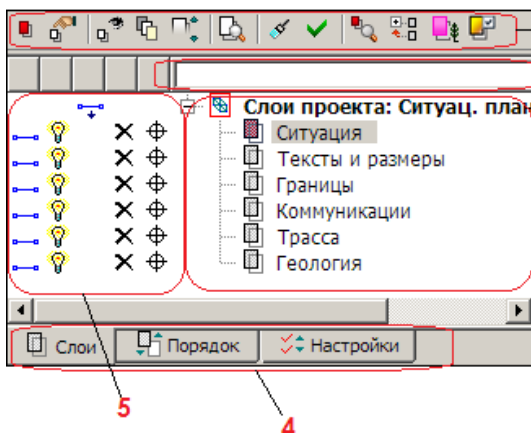 Слои проекта: Ситуац. план
Ситуация
Тексты и размеры
Границы
Коммуникации
Трасса
Геология
Слои
Порядок
Настройки
5
4